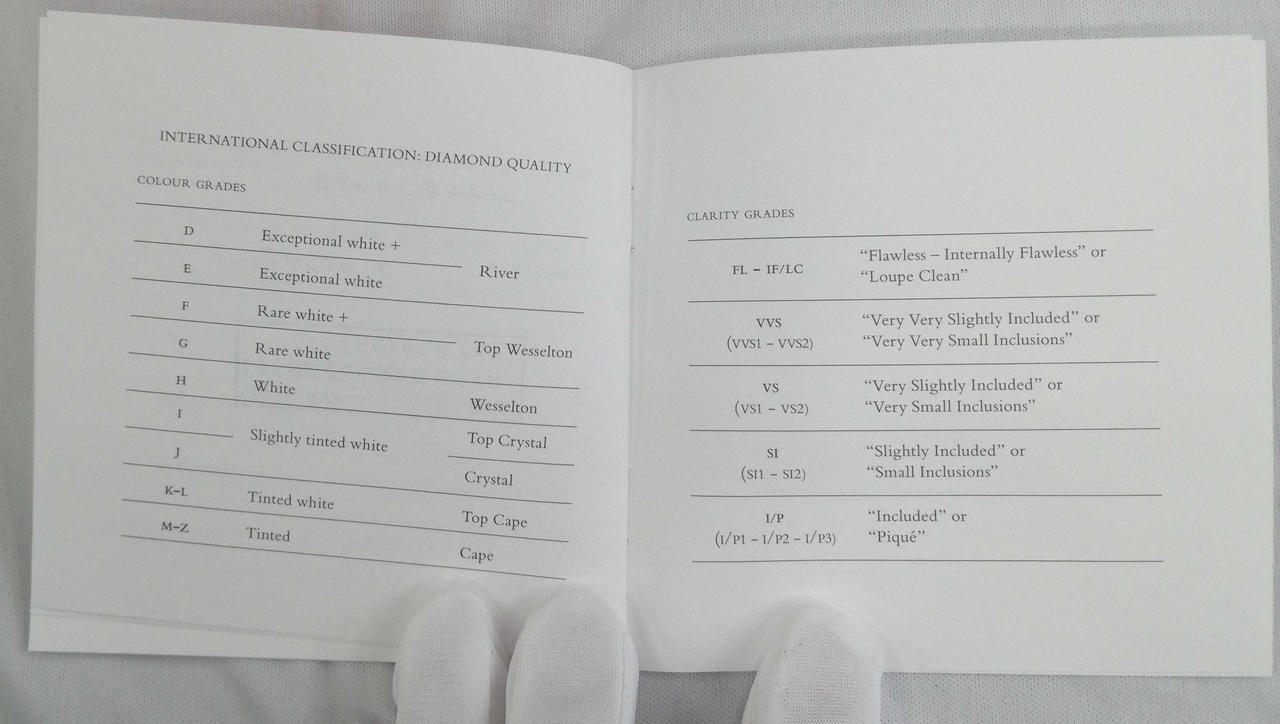 INTERNATIONAL CLASSIFICATION: DIAMOND QUALITY
COLOUR GRADES
D Exceptional white +
River
E Exceptional white
F Rare white +
Top Wesselton
G Rare white
H White Wesselton
I Top Crystal
Slightly tinted white
J Crystal
K–L Tinted white Top Cape
M–Z Tinted Cape
CLARITY GRADES
FL – IF/LC “Flawless – Internally Flawless” or
“Loupe Clean”
VVS “Very Very Slightly Included” or
(VVS1 – VVS2) “Very Very Small Inclusions”
VS “Very Slightly Included” or
(VS1 – VS2) “Very Small Inclusions”
SI “Slightly Included” or
(SI1 – SI2) “Small Inclusions”
I/P “Included” or
(I/P1 – I/P2 – I/P3) “Piqué”